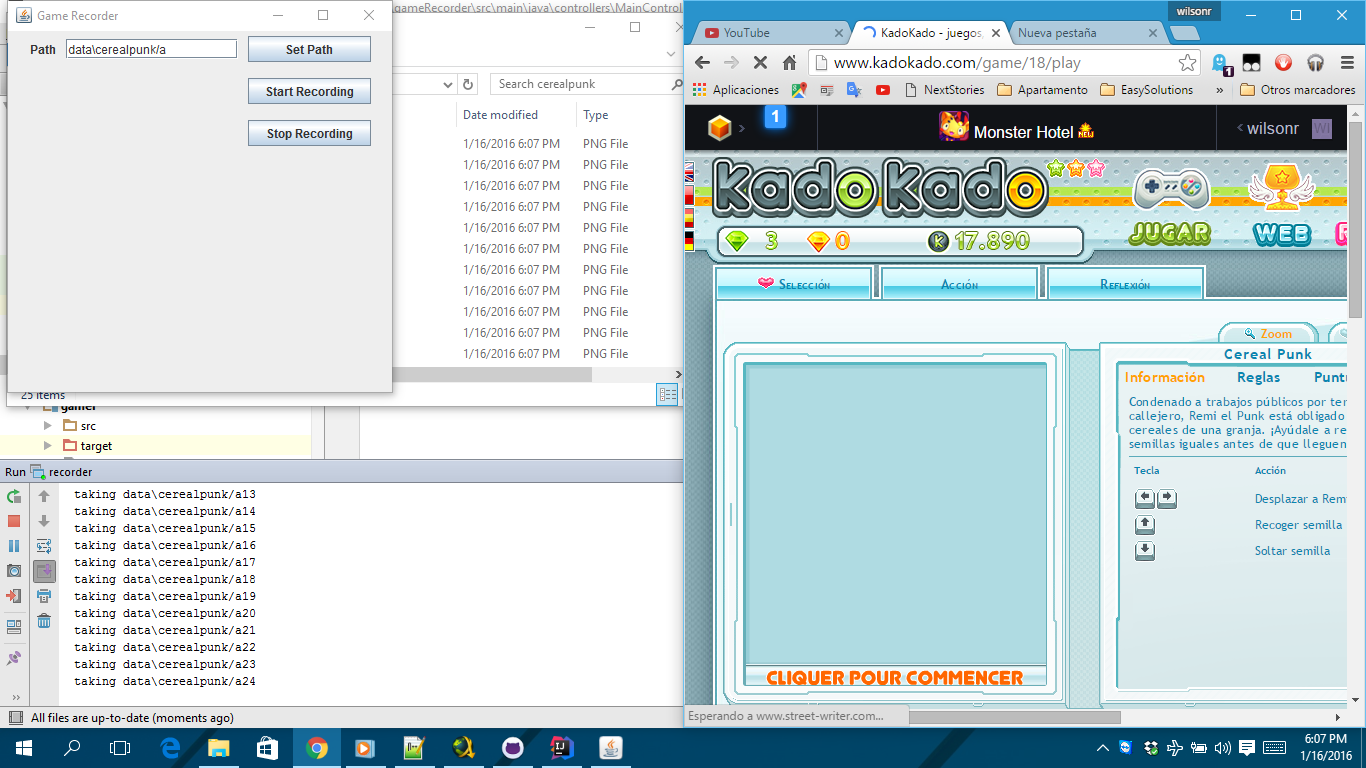 Game Recorder
Path data\cerealpunk/a Set Path
Start Recording
Stop Recording
gameRecorder\src\main\java\controllers\MainControl
Search cerealpunk
Date modified Type
1/16/2016 6:07 PM PNG File
1/16/2016 6:07 PM PNG File
1/16/2016 6:07 PM PNG File
1/16/2016 6:07 PM PNG File
1/16/2016 6:07 PM PNG File
1/16/2016 6:07 PM PNG File
1/16/2016 6:07 PM PNG File
1/16/2016 6:07 PM PNG File
1/16/2016 6:07 PM PNG File
1/16/2016 6:07 PM PNG File
1/16/2016 6:07 PM PNG File
25 items
gamer
src
target
Run recorder
taking data\cerealpunk/a13
taking data\cerealpunk/a14
taking data\cerealpunk/a15
taking data\cerealpunk/a16
taking data\cerealpunk/a17
taking data\cerealpunk/a18
taking data\cerealpunk/a19
taking data\cerealpunk/a20
taking data\cerealpunk/a21
taking data\cerealpunk/a22
taking data\cerealpunk/a23
taking data\cerealpunk/a24
All files are up-to-date (moments ago)
wilsonr
YouTube KadoKado - juegos, Nueva pestaña
www.kadokado.com/game/18/play
1
Aplicaciones NextStories Apartamento EasySolutions » Otros marcadores
1 Monster Hotel NEW wilsonr WI
kadokado
JUGAR WEB R
3 0 K 17.890
Selección Acción Reflexión
Zoom
Cereal Punk
Información Reglas Puntu
Condenado a trabajos públicos por ter
callejero, Remi el Punk está obligado
cereales de una granja. ¡Ayúdale a re
semillas iguales antes de que lleguen
Tecla Acción
Desplazar a Rem
Recoger semilla
Soltar semilla
CLIQUER POUR COMMENCER
Esperando a www.street-writer.com...
6:07 PM
1/16/2016